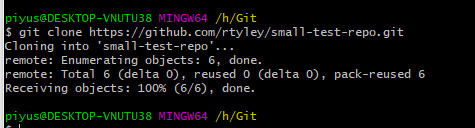 piyus@DESKTOP-VNUTU38 MINGW64 /h/Git
$ git clone https://github.com/rtyley/small-test-repo.git
Cloning into 'small-test-repo'...
remote: Enumerating objects: 6, done.
remote: Total 6 (delta 0), reused 0 (delta 0), pack-reused 6
Receiving objects: 100% (6/6), done.
piyus@DESKTOP-VNUTU38 MINGW64 /h/Git
$